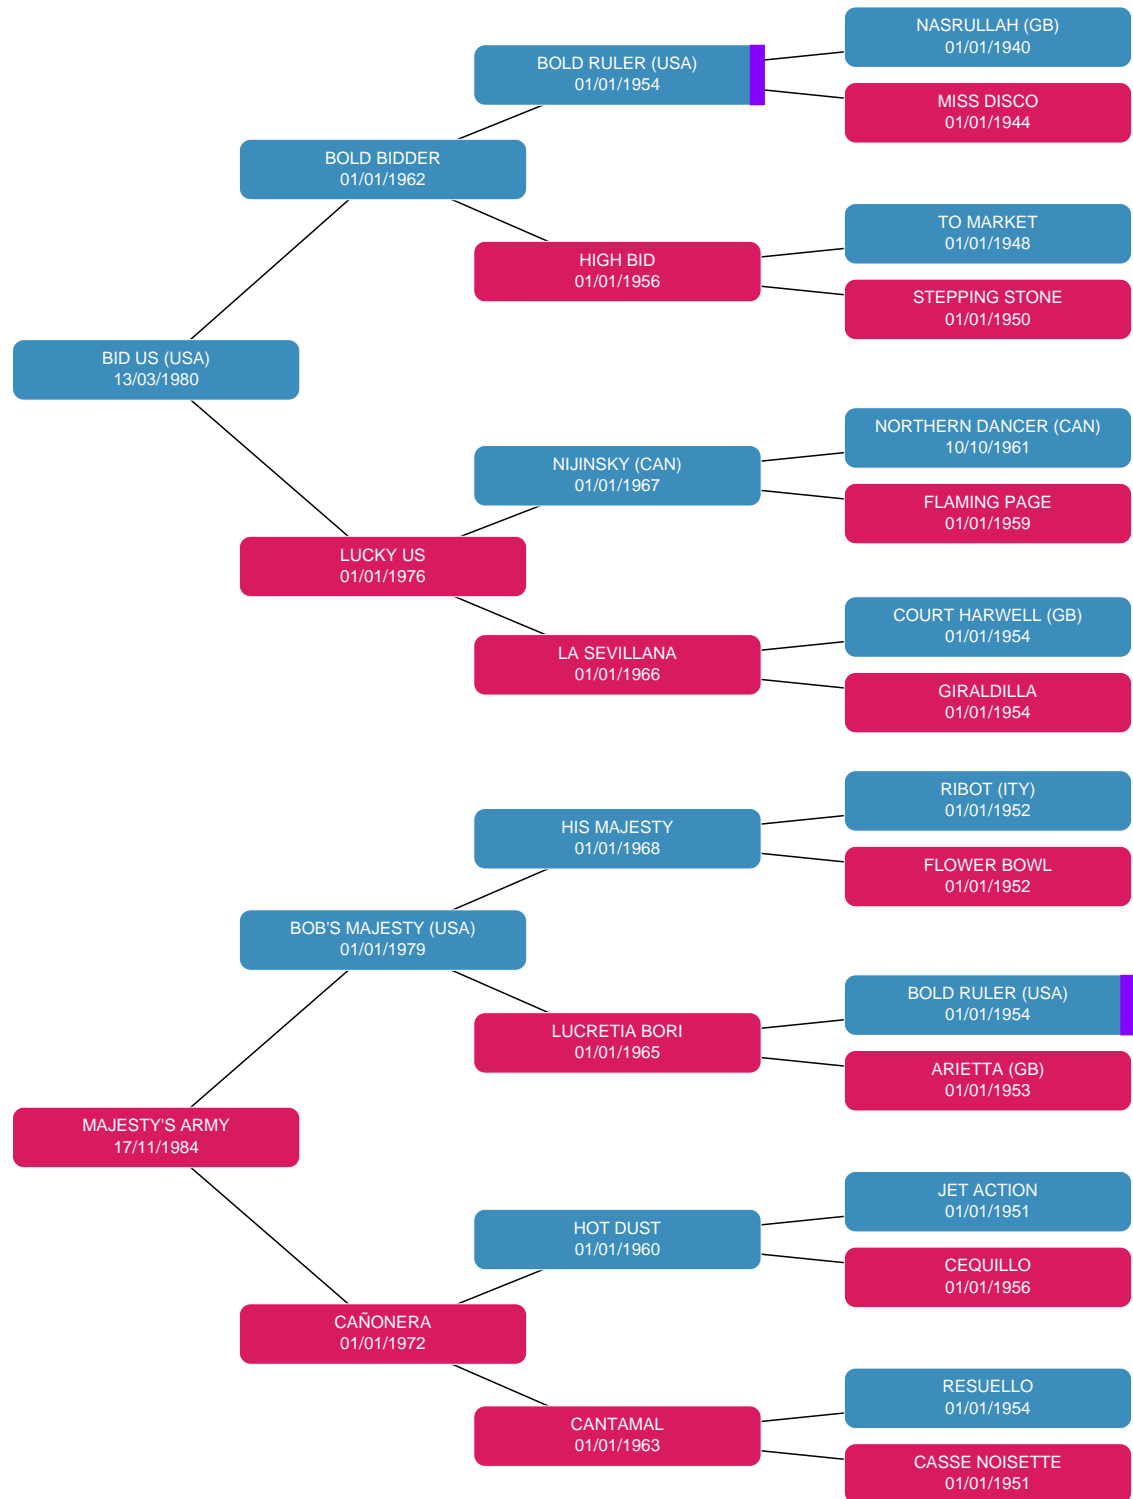 NASRULLAH (GB)
01/01/1940
BOLD RULER (USA)
01/01/1954
MISS DISCO
01/01/1944
BOLD BIDDER
01/01/1962
TO MARKET
01/01/1948
HIGH BID
01/01/1956
STEPPING STONE
01/01/1950
BID US (USA)
13/03/1980
NORTHERN DANCER (CAN)
10/10/1961
NIJINSKY (CAN)
01/01/1967
FLAMING PAGE
01/01/1959
LUCKY US
01/01/1976
COURT HARWELL (GB)
01/01/1954
LA SEVILLANA
01/01/1966
GIRALDILLA
01/01/1954
RIBOT (ITY)
01/01/1952
HIS MAJESTY
01/01/1968
FLOWER BOWL
01/01/1952
BOB'S MAJESTY (USA)
01/01/1979
BOLD RULER (USA)
01/01/1954
LUCRETIA BORI
01/01/1965
ARIETTA (GB)
01/01/1953
MAJESTY'S ARMY
17/11/1984
JET ACTION
01/01/1951
HOT DUST
01/01/1960
CEQUILLO
01/01/1956
CAÑONERA
01/01/1972
RESUELLO
01/01/1954
CANTAMAL
01/01/1963
CASSE NOISETTE
01/01/1951